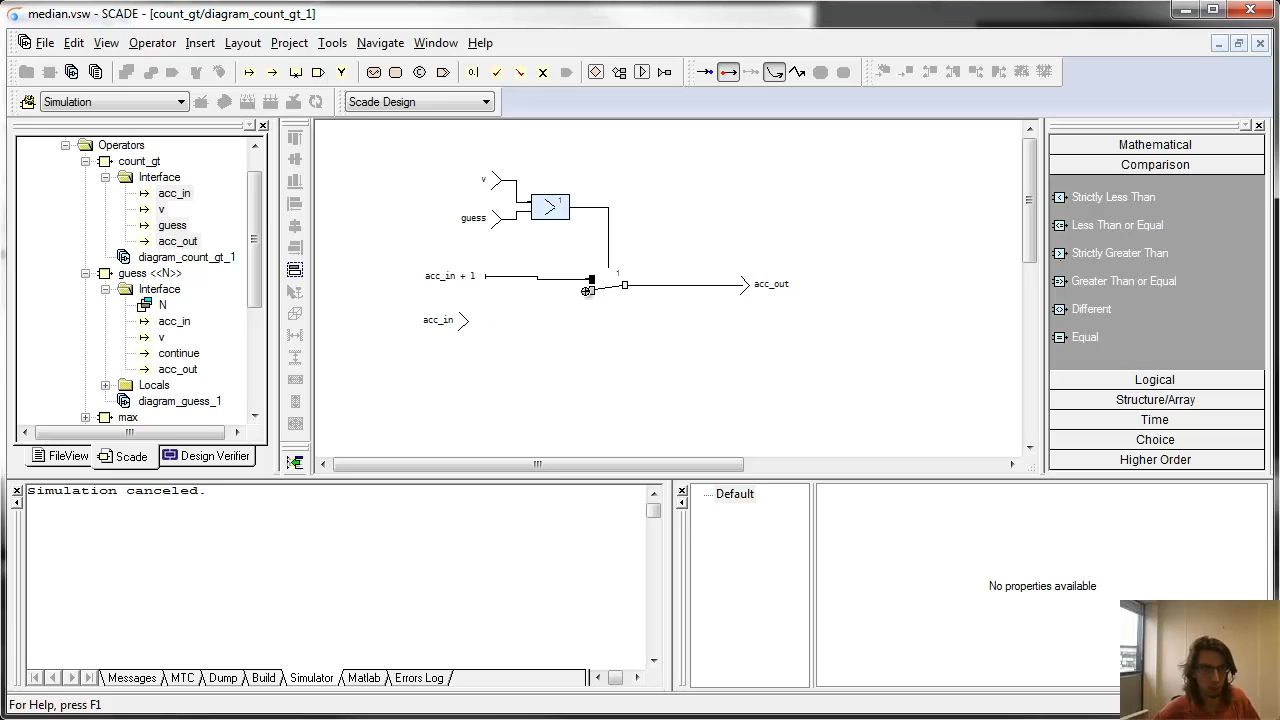 median.vsw - SCADE - [count_gt/diagram_count_gt_1]
File Edit View Operator Insert Layout Project Tools Navigate Window Help
Simulation Scade Design
Operators
count_gt
Interface
acc_in
v
guess
acc_out
diagram_count_gt_1
guess <<N>>
Interface
N
acc_in
v
continue
acc_out
Locals
diagram_guess_1
max
FileView Scade Design Verifier
v
1
guess
acc_in + 1
1
acc_out
acc_in
Mathematical
Comparison
Strictly Less Than
Less Than or Equal
Strictly Greater Than
Greater Than or Equal
Different
Equal
Logical
Structure/Array
Time
Choice
Higher Order
Simulation canceled.
Messages MTC Dump Build Simulator Matlab Errors Log
Default
No properties available
For Help, press F1